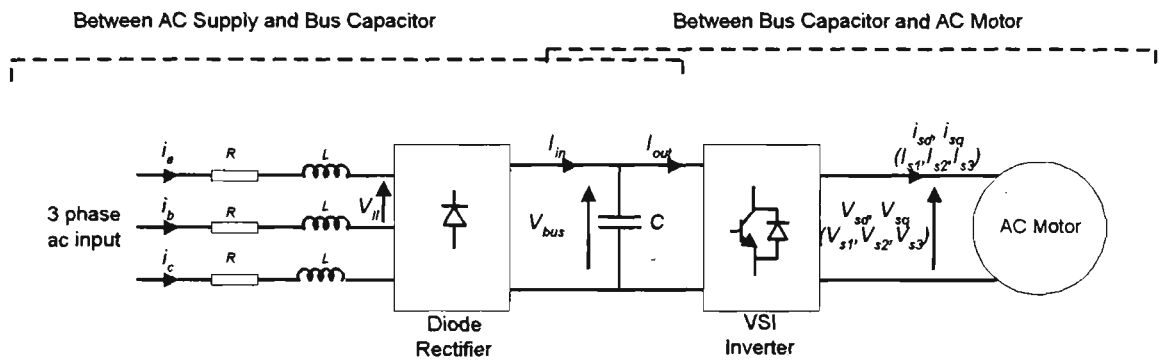 Between AC Supply and Bus Capacitor
Between Bus Capacitor and AC Motor
i_a R L
i_b R L
i_c R L
3 phase
ac input
V_ll
Diode
Rectifier
I_in
I_out
V_bus
C
VSI
Inverter
i_sd, i_sq
(I_s1, I_s2, I_s3)
V_sd, V_sq
(V_s1, V_s2, V_s3)
AC Motor